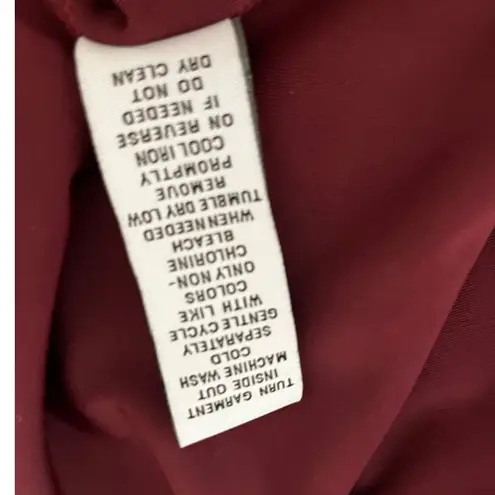 TURN GARMENT
INSIDE OUT
MACHINE WASH
COLD
SEPARATELY
GENTLE CYCLE
WITH LIKE
COLORS
ONLY NON-
CHLORINE
BLEACH
WHEN NEEDED
TUMBLE DRY LOW
REMOVE
PROMPTLY
COOL IRON
ON REVERSE
IF NEEDED
DO NOT
DRY CLEAN